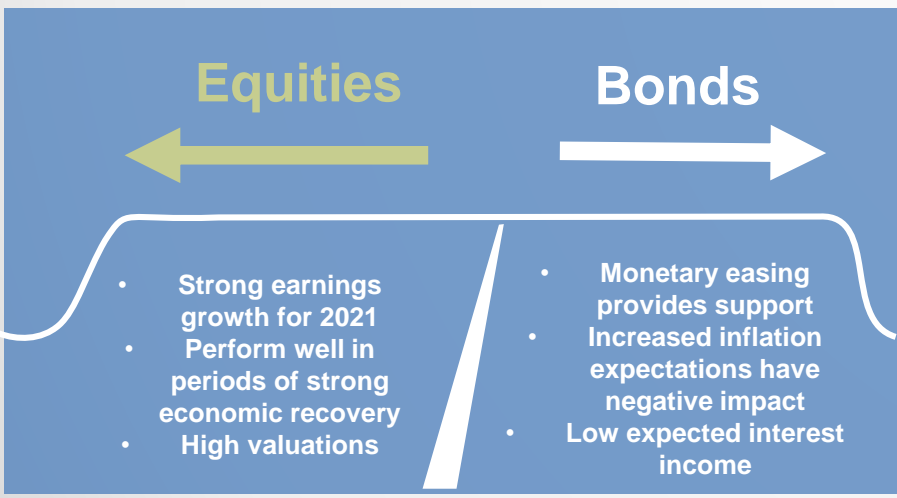 Equities
Bonds
• Strong earnings
growth for 2021
• Perform well in
periods of strong
economic recovery
• High valuations
• Monetary easing
provides support
• Increased inflation
expectations have
negative impact
• Low expected interest
income